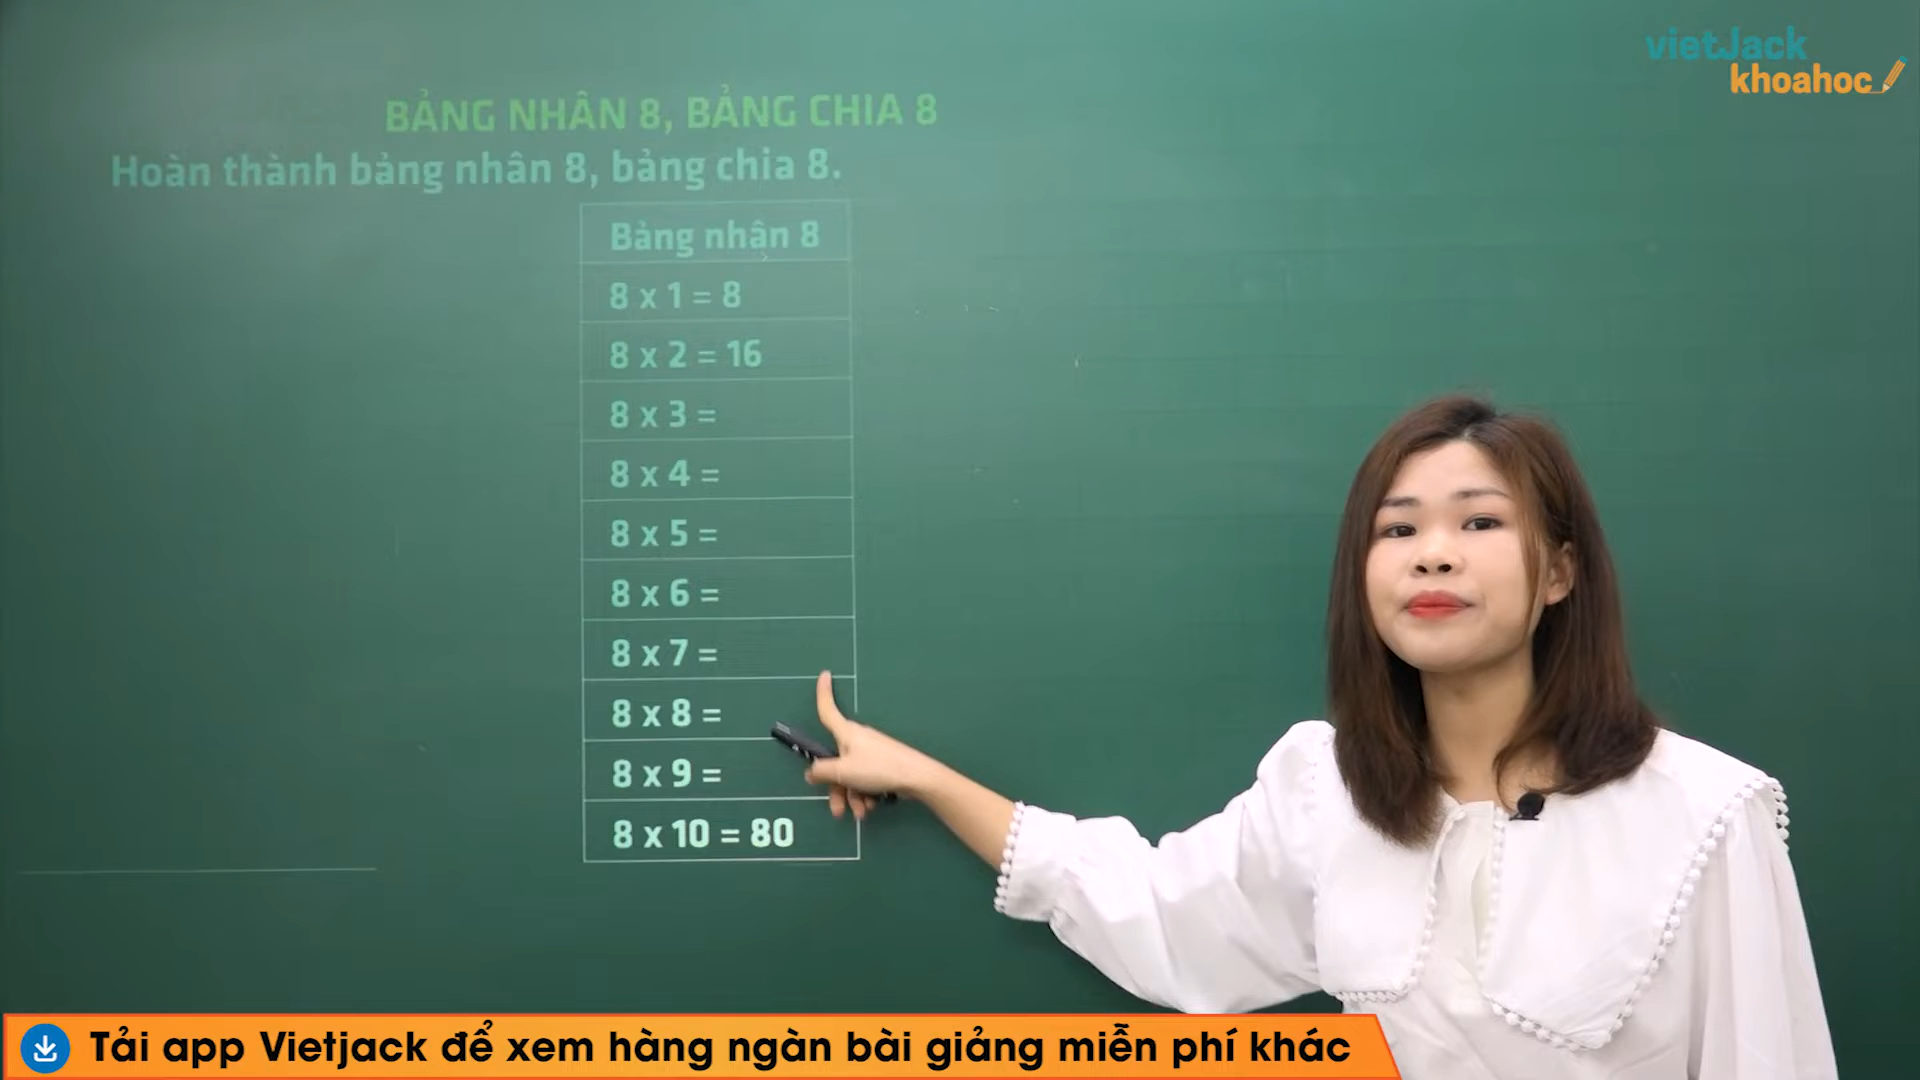 vietJack
khoahoc
BẢNG NHÂN 8, BẢNG CHIA 8
Hoàn thành bảng nhân 8, bảng chia 8.
Bảng nhân 8
8 x 1 = 8
8 x 2 = 16
8 x 3 =
8 x 4 =
8 x 5 =
8 x 6 =
8 x 7 =
8 x 8 =
8 x 9 =
8 x 10 = 80
Tải app Vietjack để xem hàng ngàn bài giảng miễn phí khác